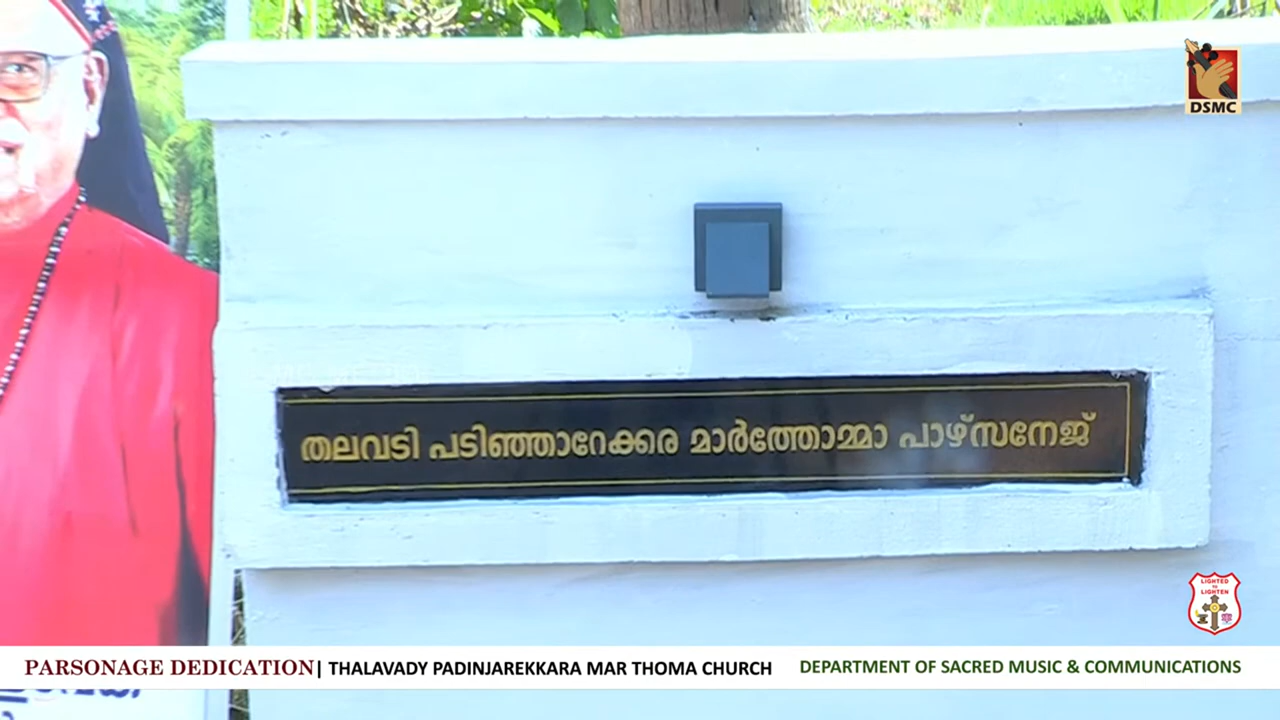 DSMC
തലവടി പടിഞ്ഞാറേക്കര മാർത്തോമ്മാ പാഴ്സനേജ്
LIGHTED
TO
LIGHTEN
PARSONAGE DEDICATION | THALAVADY PADINJAREKKARA MAR THOMA CHURCH
DEPARTMENT OF SACRED MUSIC & COMMUNICATIONS